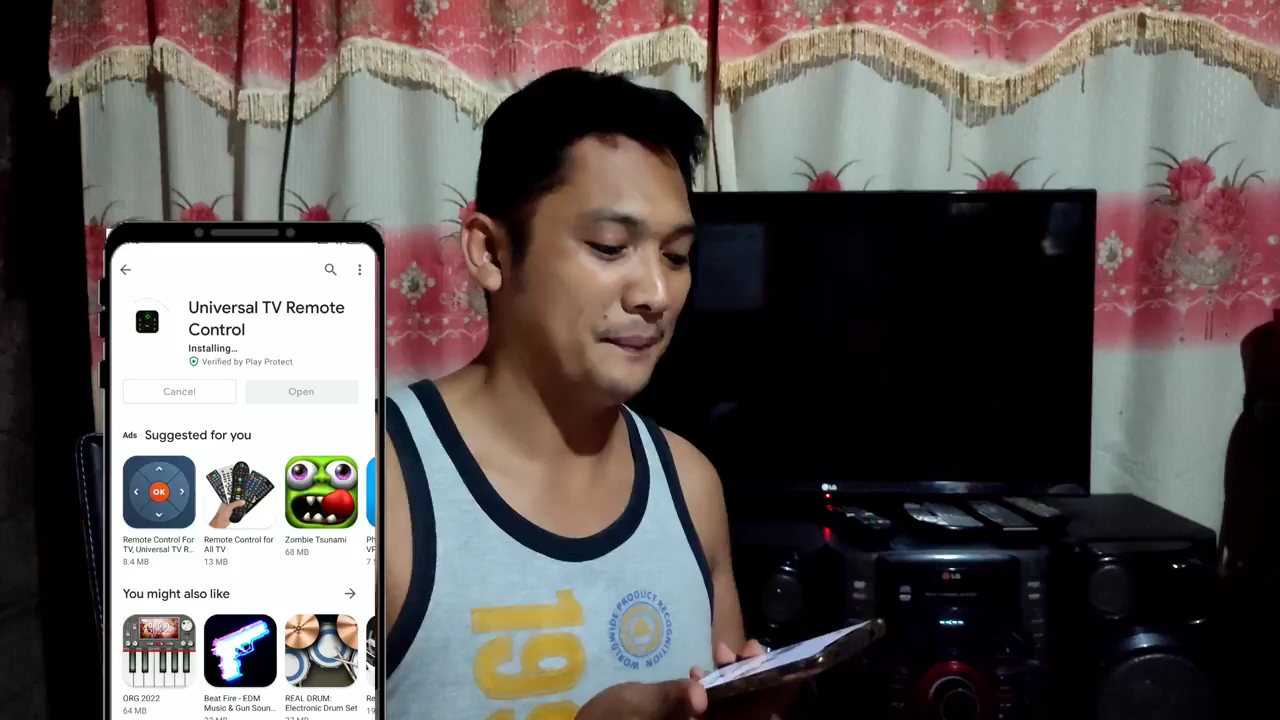 Universal TV Remote
Control
Installing...
Verified by Play Protect
Cancel
Open
Ads · Suggested for you
Remote Control For
TV, Universal TV R...
8.4 MB
Remote Control for
All TV
13 MB
Zombie Tsunami
68 MB
You might also like
ORG 2022
64 MB
Beat Fire - EDM
Music & Gun Soun...
REAL DRUM:
Electronic Drum Set
OK
LG
LG
199
WORLDWIDE PRODUCT RECOGNITION